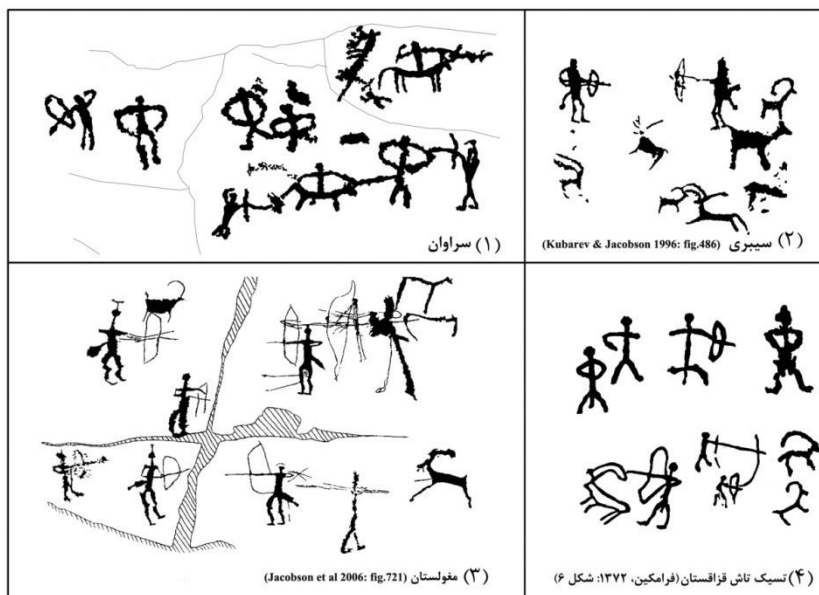 (۱) سراوان
(۲) سیبری (Kubarev & Jacobson 1996: fig.486)
(۳) مغولستان (Jacobson et al 2006: fig.721)
(۴) تسیک تاش قزاقستان(فرامکین، ۱۳۷۲: شکل ۶)